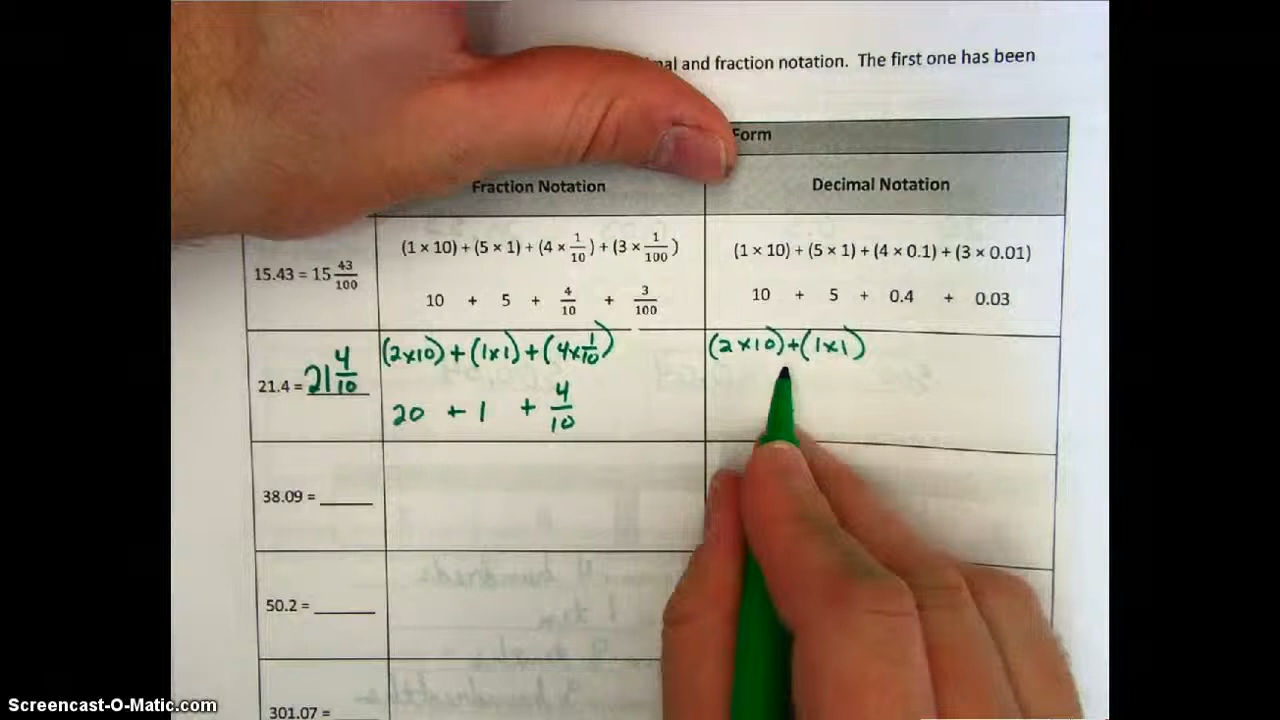 and fraction notation. The first one has been
Form
Fraction Notation
Decimal Notation
15.43 = 15 43/100
(1 × 10) + (5 × 1) + (4 × 1/10) + (3 × 1/100)
10 + 5 + 4/10 + 3/100
(1 × 10) + (5 × 1) + (4 × 0.1) + (3 × 0.01)
10 + 5 + 0.4 + 0.03
21.4 = 21 4/10
(2×10) + (1×1) + (4×1/10)
20 + 1 + 4/10
(2×10)+(1×1)
38.09 = ______
50.2 = ______
301.07 = ______
Screencast-O-Matic.com